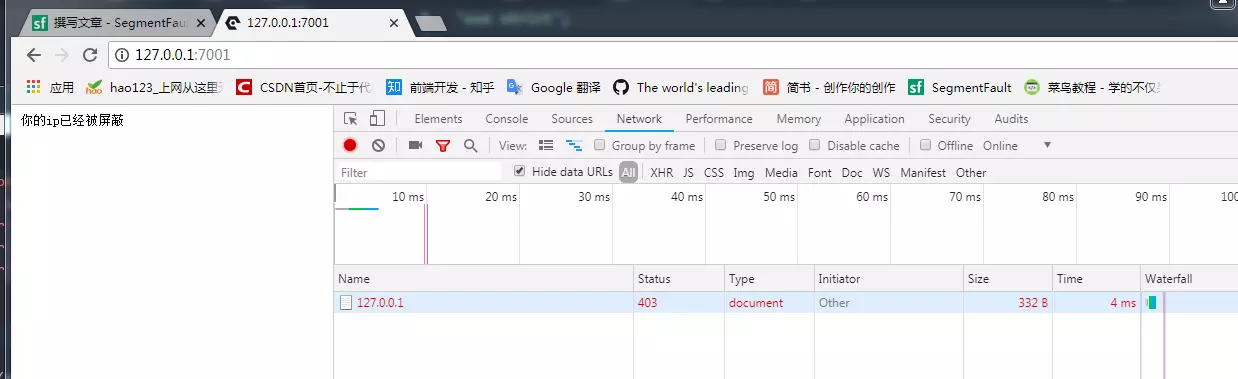 "use strict";
撰写文章 - SegmentFau
127.0.0.1:7001
127.0.0.1:7001
应用
hao123_上网从这里
CSDN首页-不止于代
前端开发 - 知乎
Google 翻译
The world's leading
简书 - 创作你的创作
SegmentFault
菜鸟教程 - 学的不仅
你的ip已经被屏蔽
Elements Console Sources Network Performance Memory Application Security Audits
View: Group by frame Preserve log Disable cache Offline Online
Filter Hide data URLs All XHR JS CSS Img Media Font Doc WS Manifest Other
10 ms 20 ms 30 ms 40 ms 50 ms 60 ms 70 ms 80 ms 90 ms 100
Name Status Type Initiator Size Time Waterfall
127.0.0.1 403 document Other 332 B 4 ms